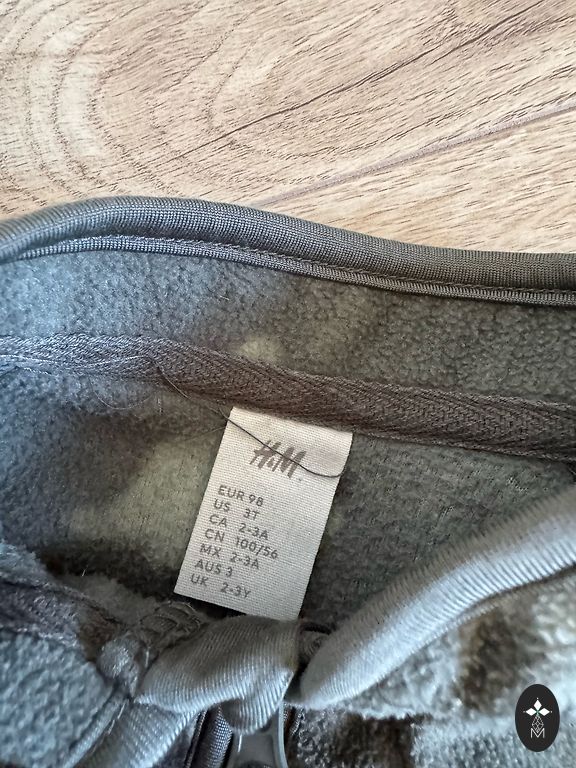 H&M
EUR 98
US 3T
CA 2-3A
CN 100/56
MX 2-3A
AUS 3
UK 2-3Y
M